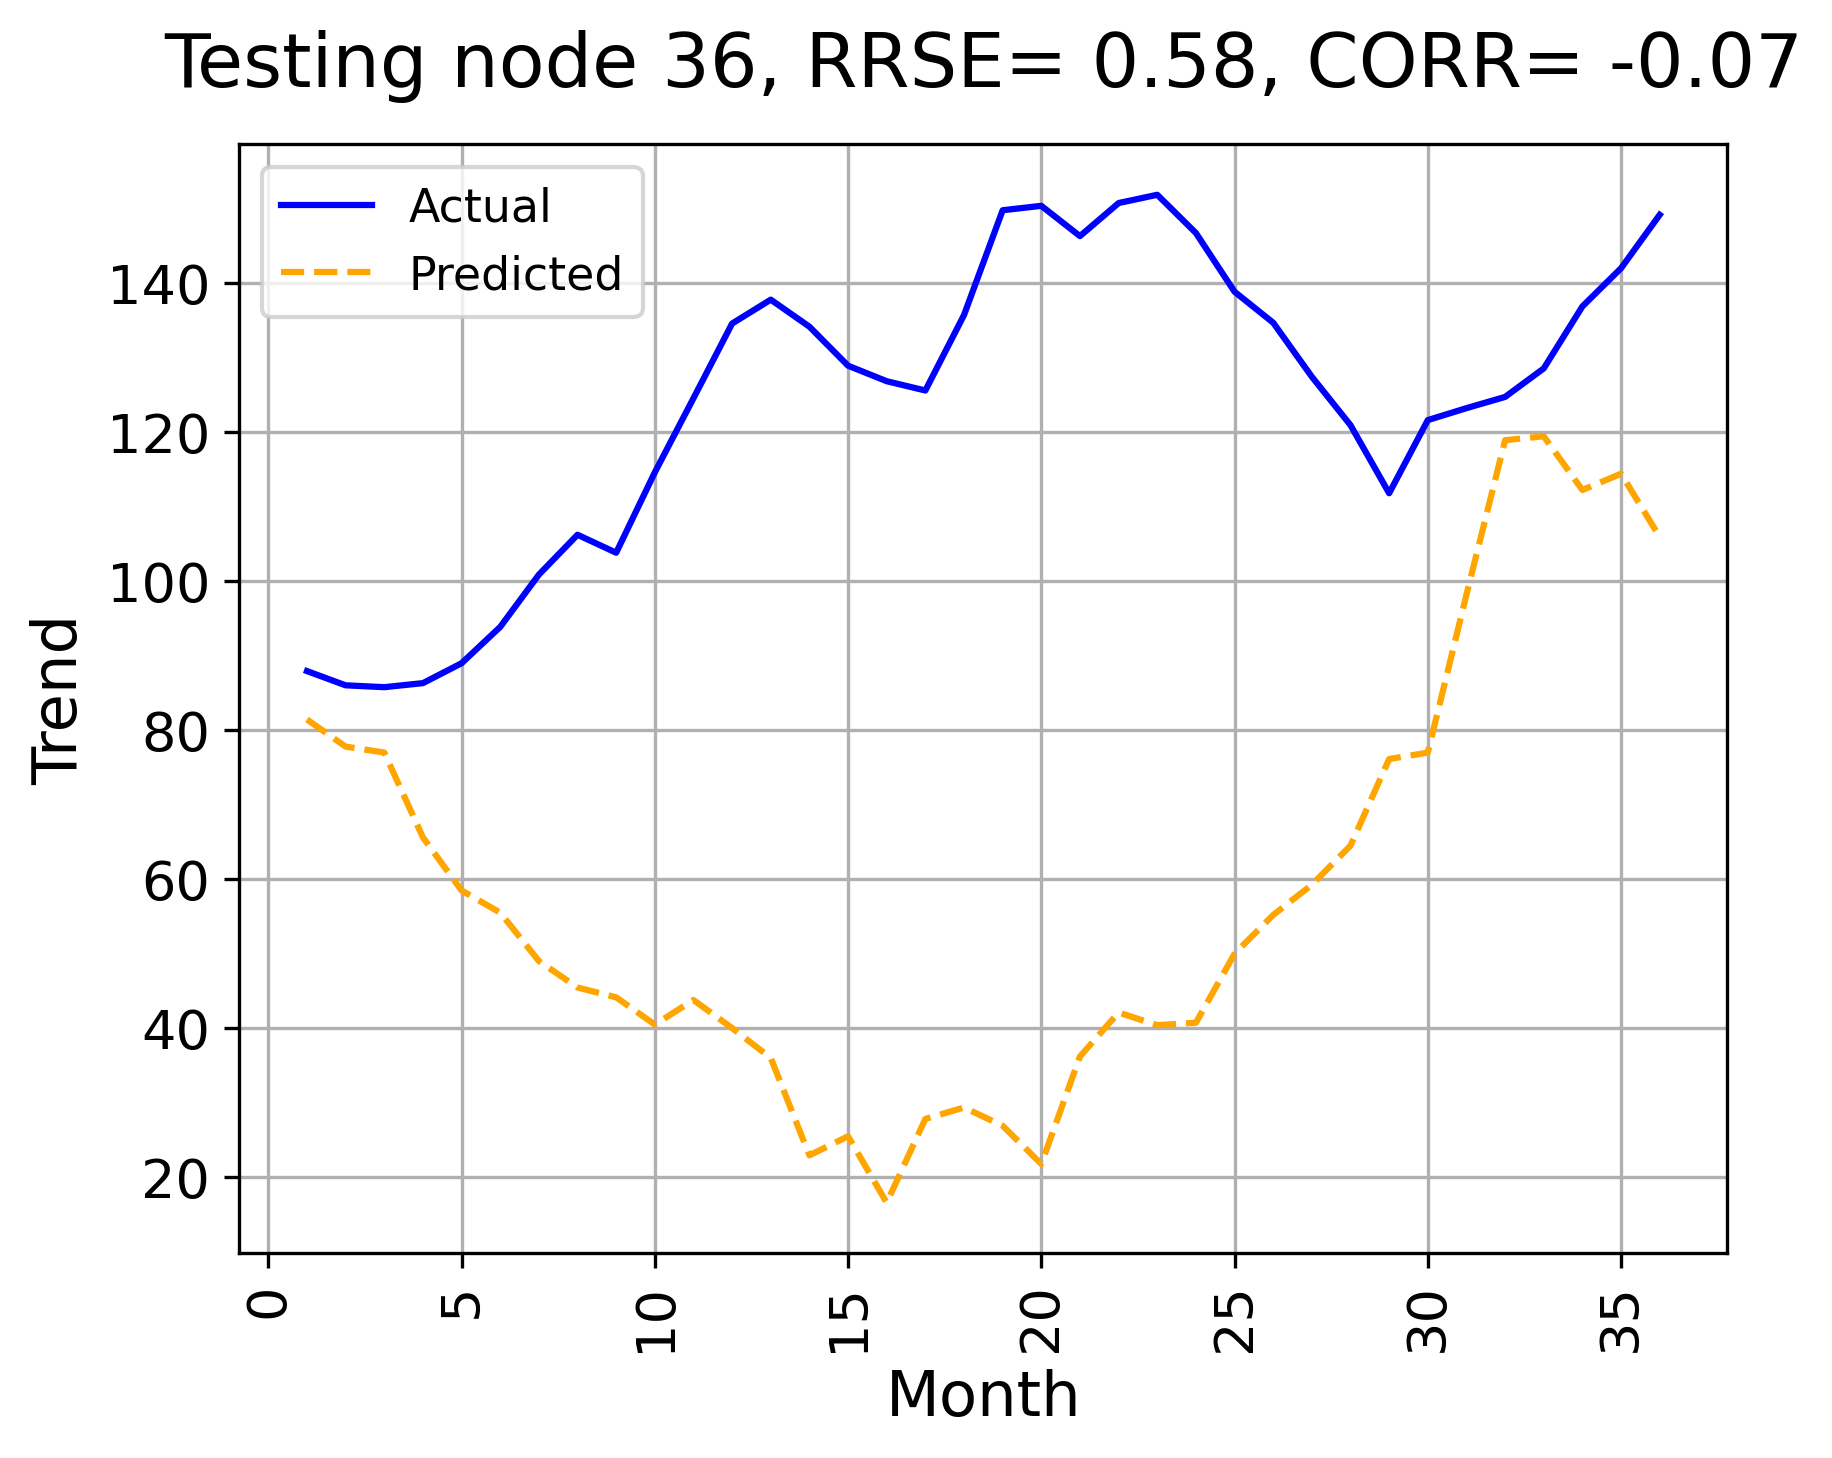 Testing node 36, RRSE= 0.58, CORR= -0.07
Actual
Predicted
140
120
100
80
60
40
20
Trend
0 5 10 15 20 25 30 35
Month